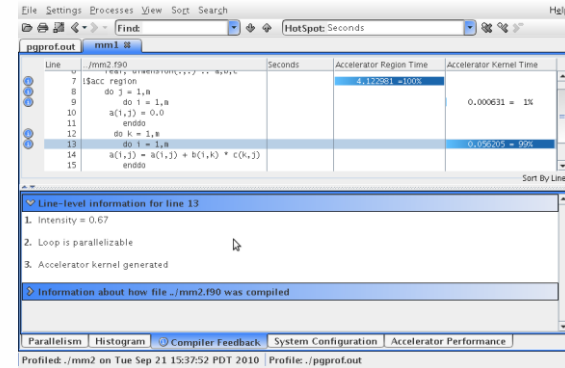 File Settings Processes View Sort Search Help
Find: HotSpot: Seconds
pgprof.out mm1
Line ../mm2.f90 Seconds Accelerator Region Time Accelerator Kernel Time
6 real, dimension(:,:) :: a,b,c
7 !$acc region 4.122981 =100%
8 do j = 1,m
9 do i = 1,m 0.000631 = 1%
10 a(i,j) = 0.0
11 enddo
12 do k = 1,m
13 do i = 1,m 0.056205 = 99%
14 a(i,j) = a(i,j) + b(i,k) * c(k,j)
15 enddo
Sort By Line
Line-level information for line 13
1. Intensity = 0.67
2. Loop is parallelizable
3. Accelerator kernel generated
Information about how file ../mm2.f90 was compiled
Parallelism Histogram Compiler Feedback System Configuration Accelerator Performance
Profiled: ./mm2 on Tue Sep 21 15:37:52 PDT 2010 Profile: ./pgprof.out